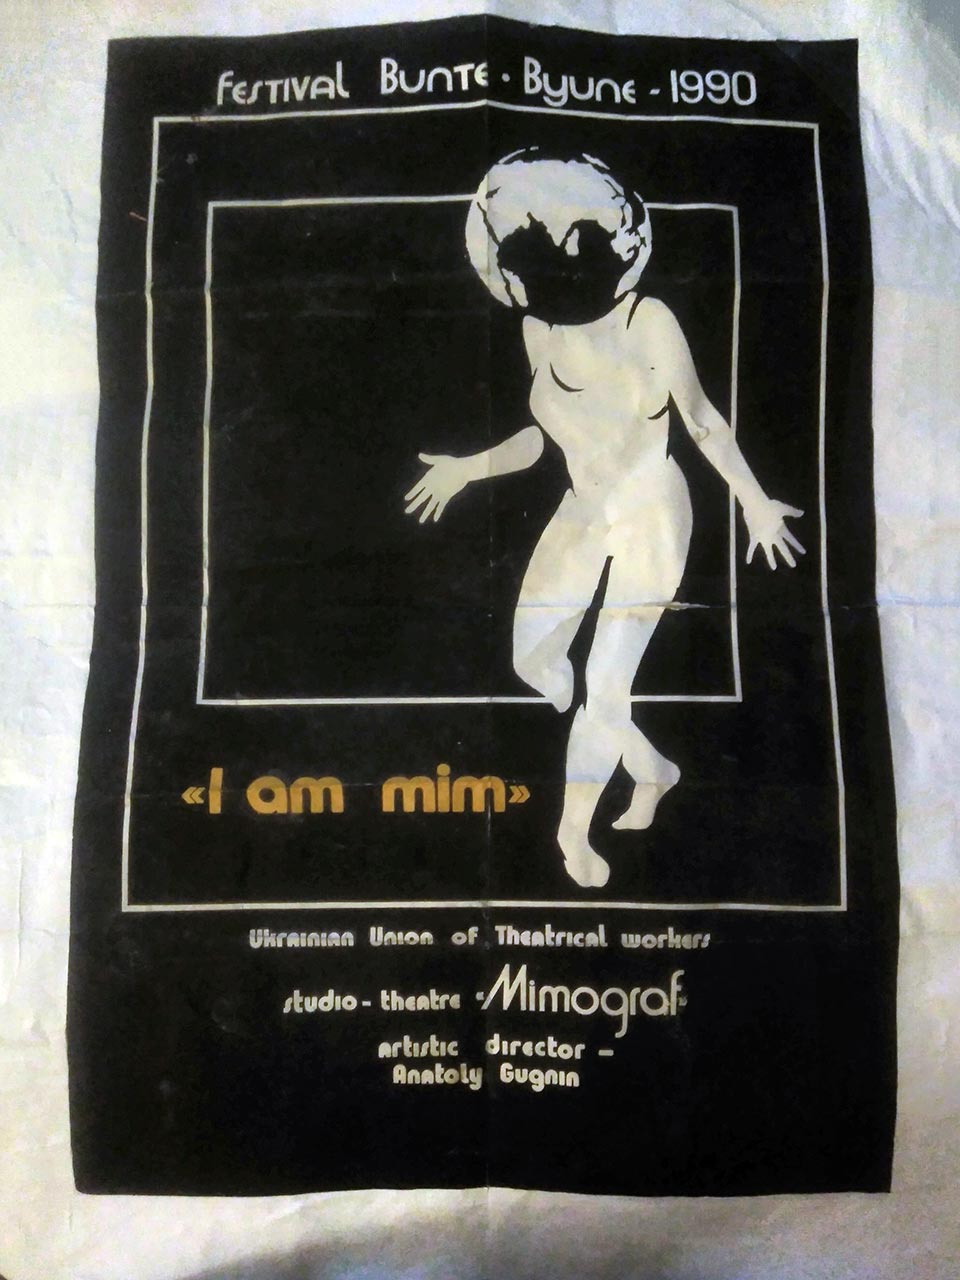 Festival Bunte · Byune - 1990
«I am mim»
Ukrainian Union of Theatrical workers
studio - theatre «Mimograf»
artistic director -
Anatoly Gugnin